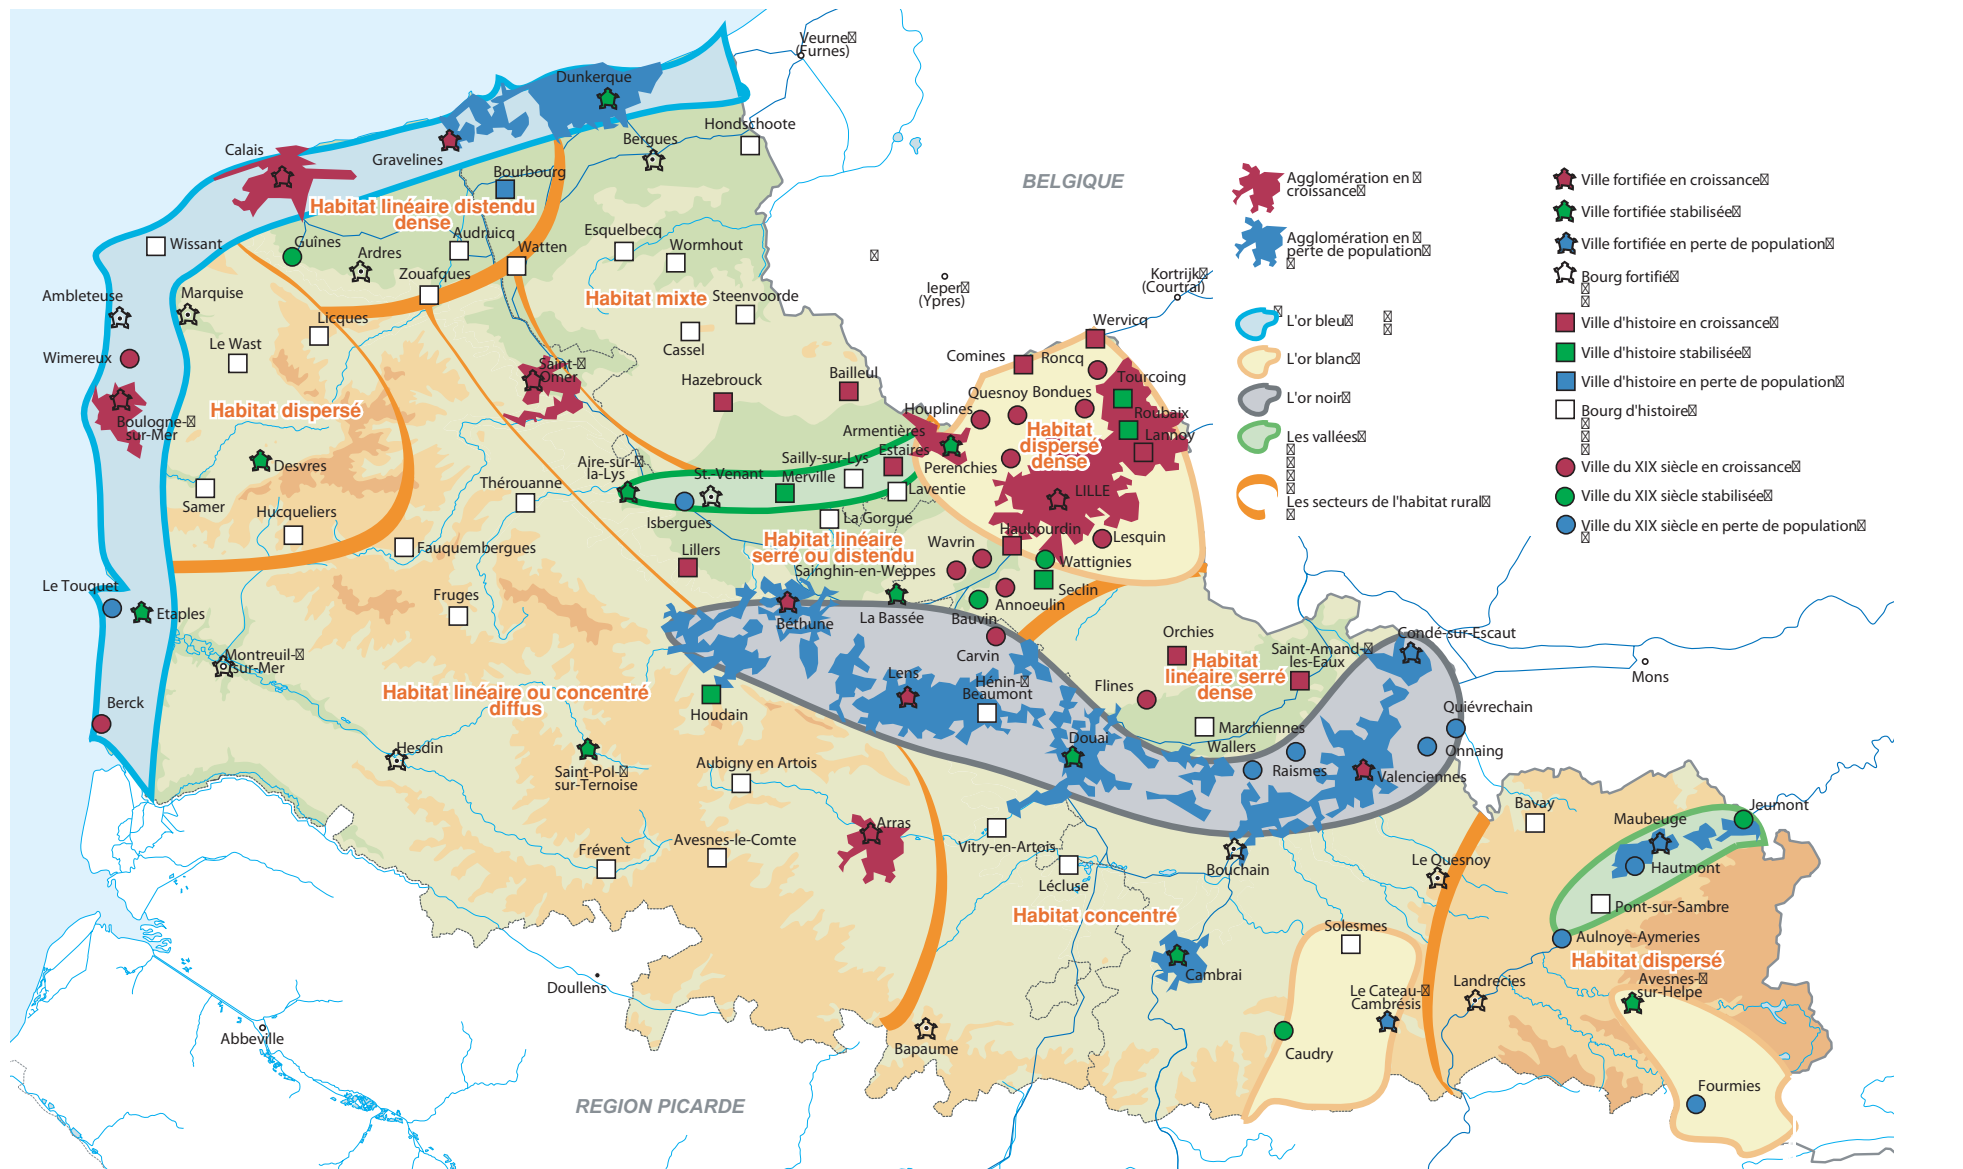 Veurne
(Furnes)
Dunkerque
Hondschoote
Bergues
Calais
Gravelines
Bourbourg
Habitat linéaire distendu
dense
Wissant
Guînes
Ardres
Audruicq
Watten
Zouafques
Esquelbecq
Wormhout
BELGIQUE
Ieper
(Ypres)
Kortrijk
(Courtrai)
Ambleteuse
Marquise
Licques
Le Wast
Wimereux
Habitat mixte
Steenvoorde
Cassel
Wervicq
Comines
Roncq
Saint-
Omer
Hazebrouck
Bailleul
Quesnoy
Bondues
Tourcoing
Habitat dispersé
Boulogne-
sur-Mer
Houplines
Roubaix
Armentières
Habitat
dispersé
dense
Lannoy
Estaires
Perenchies
Desvres
Aire-sur-
la-Lys
St.-Venant
Sailly-sur-Lys
Merville
Laventie
LILLE
Samer
Thérouanne
Isbergues
La Gorgue
Hucqueliers
Fauquembergues
Habitat linéaire
serré ou distendu
Haubourdin
Lesquin
Wavrin
Wattignies
Lillers
Sainghin-en-Weppes
Seclin
Annoeulin
Le Touquet
Etaples
Fruges
Béthune
La Bassée
Bauvin
Carvin
Orchies
Condé-sur-Escaut
Saint-Amand-
les-Eaux
Habitat
linéaire serré
dense
Mons
Montreuil-
sur-Mer
Habitat linéaire ou concentré
diffus
Lens
Hénin-
Beaumont
Flines
Houdain
Berck
Marchiennes
Quiévrechain
Hesdin
Saint-Pol-
sur-Ternoise
Aubigny en Artois
Douai
Wallers
Raismes
Onnaing
Valenciennes
Arras
Avesnes-le-Comte
Frévent
Vitry-en-Artois
Lécluse
Bouchain
Le Quesnoy
Bavay
Maubeuge
Jeumont
Hautmont
Pont-sur-Sambre
Aulnoye-Aymeries
Habitat dispersé
Habitat concentré
Solesmes
Cambrai
Le Cateau-
Cambrésis
Landrecies
Avesnes-
sur-Helpe
Caudry
Fourmies
Doullens
Abbeville
Bapaume
REGION PICARDE
Agglomération en
croissance
Agglomération en
perte de population
L'or bleu
L'or blanc
L'or noir
Les vallées
Les secteurs de l'habitat rural
Ville fortifiée en croissance
Ville fortifiée stabilisée
Ville fortifiée en perte de population
Bourg fortifié
Ville d'histoire en croissance
Ville d'histoire stabilisée
Ville d'histoire en perte de population
Bourg d'histoire
Ville du XIX siècle en croissance
Ville du XIX siècle stabilisée
Ville du XIX siècle en perte de population